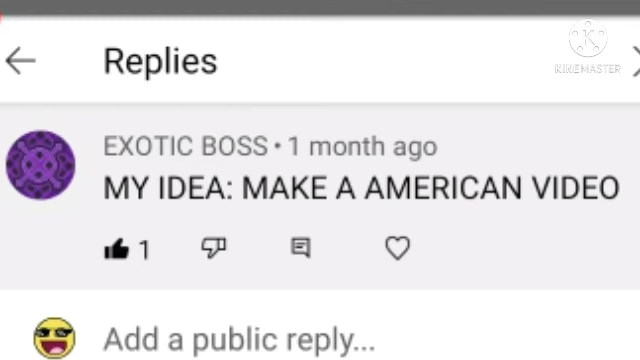 Replies
KINEMASTER
EXOTIC BOSS • 1 month ago
MY IDEA: MAKE A AMERICAN VIDEO
1
Add a public reply...